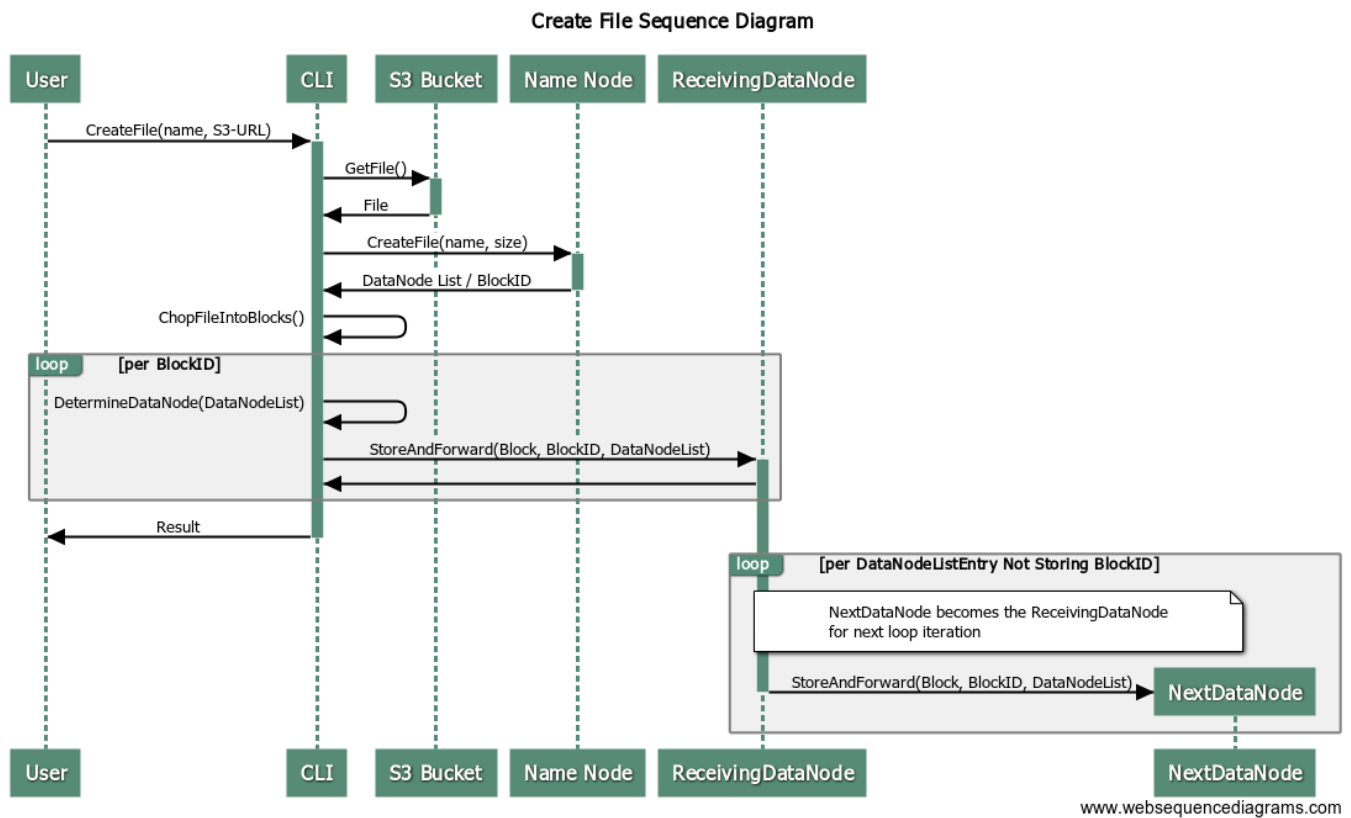 Create File Sequence Diagram
User
CLI
S3 Bucket
Name Node
ReceivingDataNode
CreateFile(name, S3-URL)
GetFile()
File
CreateFile(name, size)
DataNode List / BlockID
ChopFileIntoBlocks()
loop
[per BlockID]
DetermineDataNode(DataNodeList)
StoreAndForward(Block, BlockID, DataNodeList)
Result
loop
[per DataNodeListEntry Not Storing BlockID]
NextDataNode becomes the ReceivingDataNode
for next loop iteration
StoreAndForward(Block, BlockID, DataNodeList)
NextDataNode
User
CLI
S3 Bucket
Name Node
ReceivingDataNode
NextDataNode
www.websequencediagrams.com